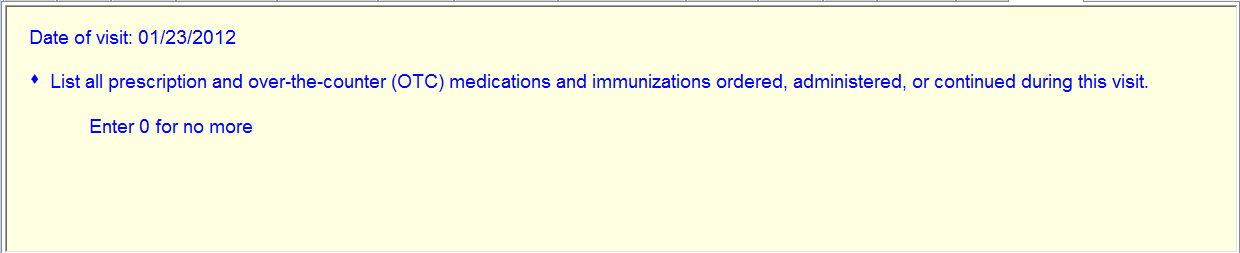 Date of visit: 01/23/2012
♦ List all prescription and over-the-counter (OTC) medications and immunizations ordered, administered, or continued during this visit.
Enter 0 for no more